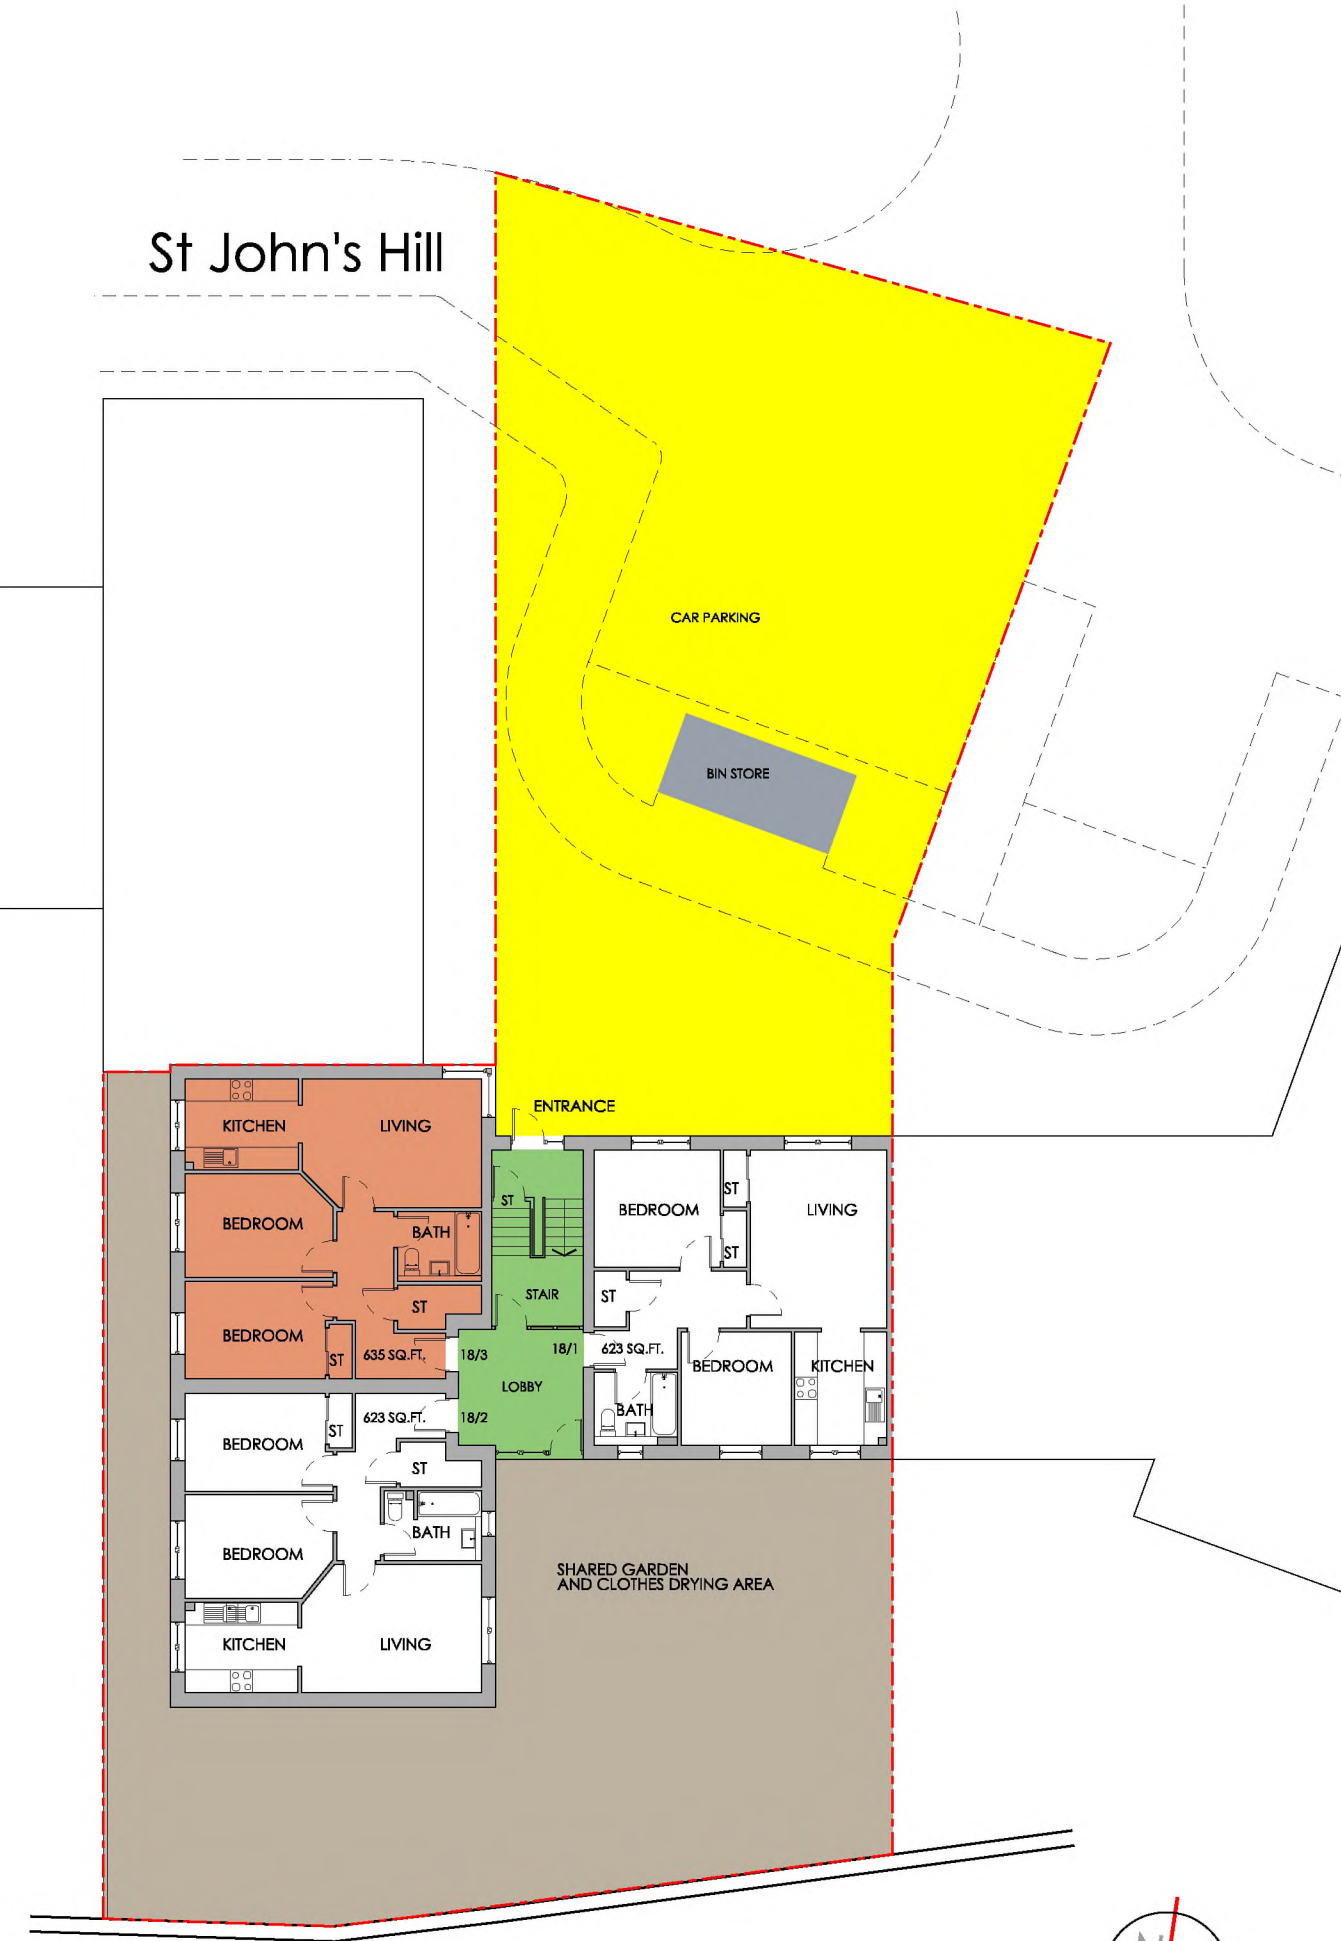 St John's Hill
CAR PARKING
BIN STORE
ENTRANCE
KITCHEN
LIVING
BEDROOM
BATH
BEDROOM
ST
ST
635 SQ.FT.
ST
STAIR
18/3
18/1
LOBBY
18/2
BEDROOM
ST
LIVING
ST
ST
623 SQ.FT.
BEDROOM
KITCHEN
BATH
BEDROOM
ST
623 SQ.FT.
ST
BEDROOM
BATH
KITCHEN
LIVING
SHARED GARDEN
AND CLOTHES DRYING AREA
N